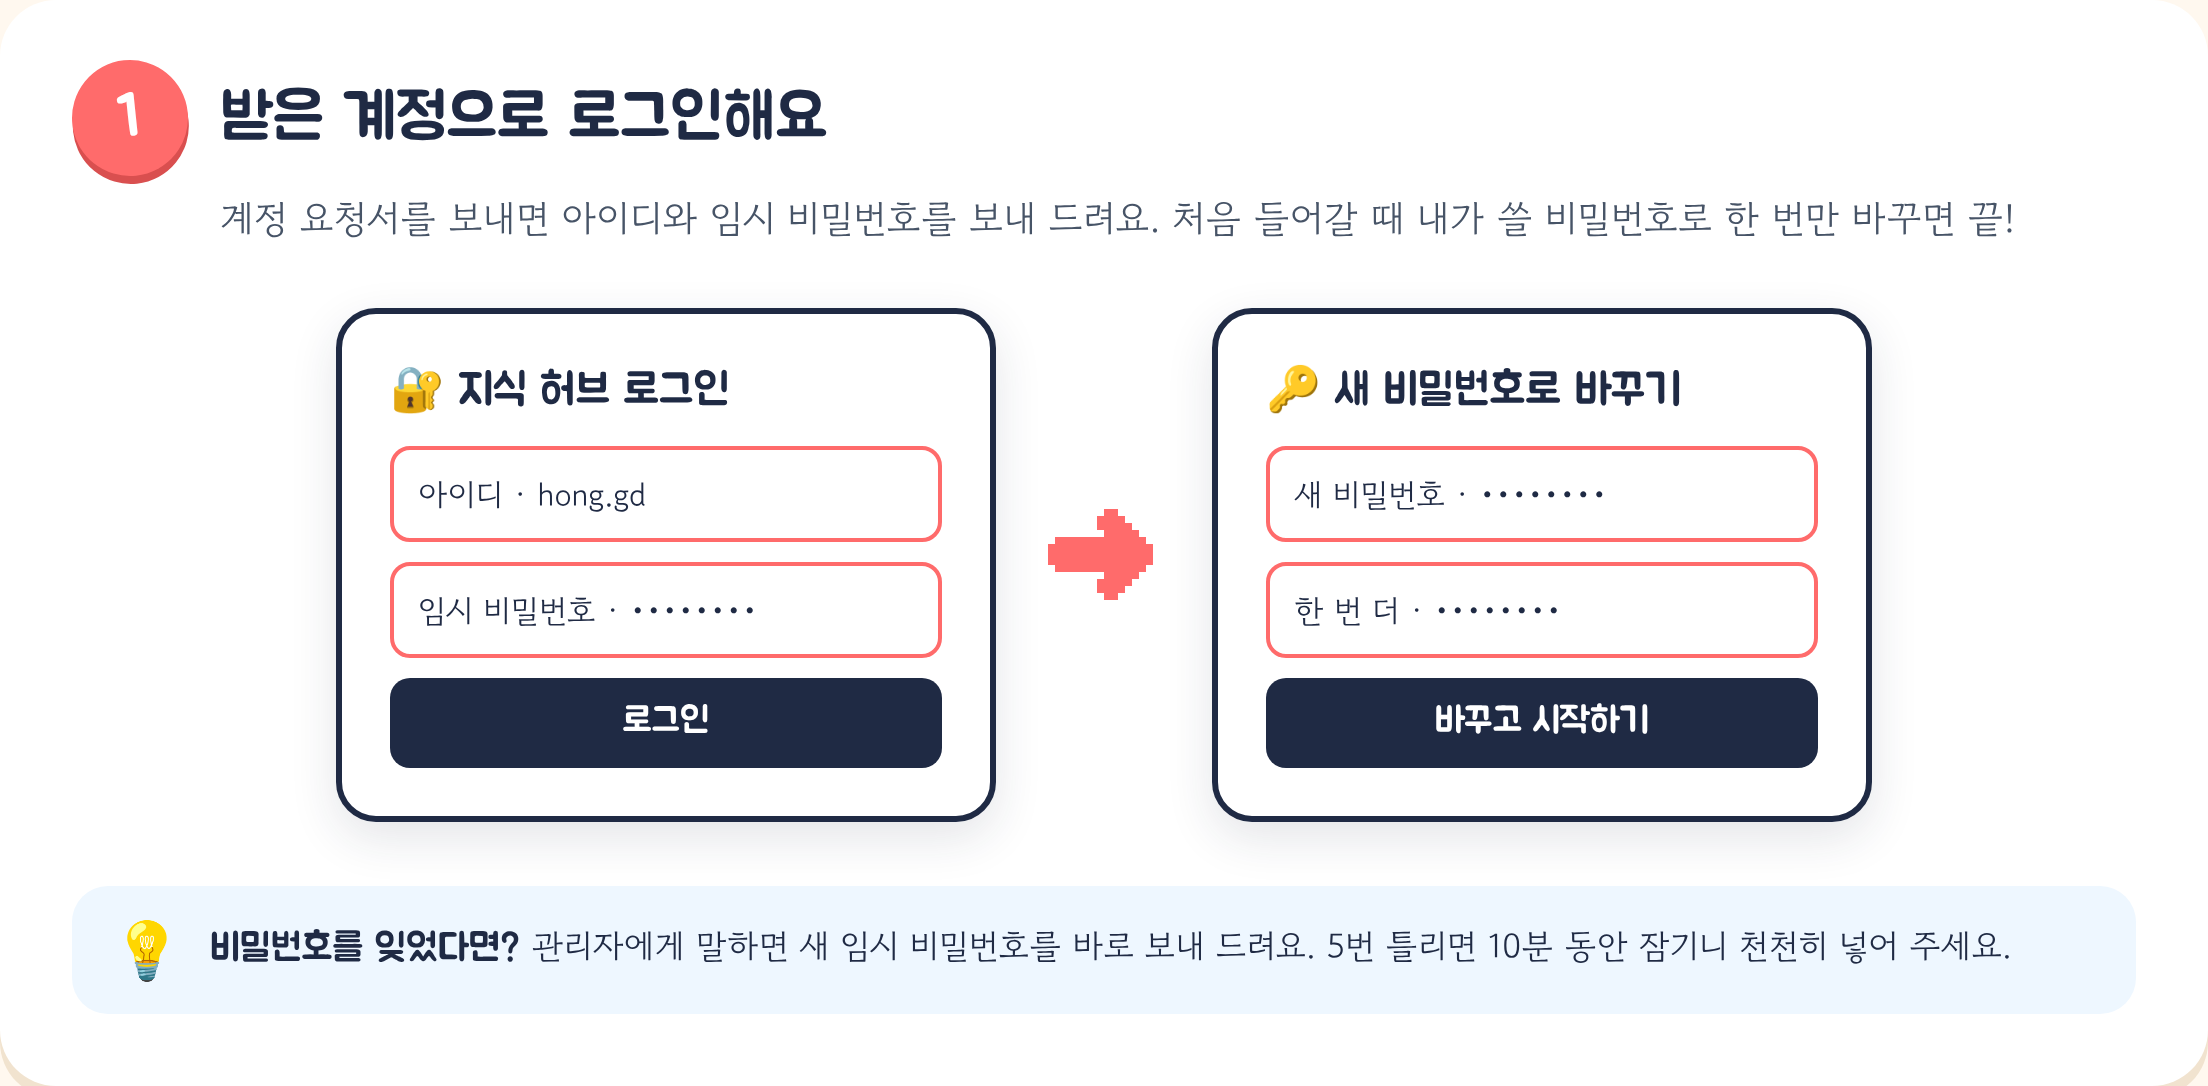 1
받은 계정으로 로그인해요
계정 요청서를 보내면 아이디와 임시 비밀번호를 보내 드려요. 처음 들어갈 때 내가 쓸 비밀번호로 한 번만 바꾸면 끝!
🔐 지식 허브 로그인
아이디 · hong.gd
임시 비밀번호 · ••••••••
로그인
🔑 새 비밀번호로 바꾸기
새 비밀번호 · ••••••••
한 번 더 · ••••••••
바꾸고 시작하기
💡 비밀번호를 잊었다면? 관리자에게 말하면 새 임시 비밀번호를 바로 보내 드려요. 5번 틀리면 10분 동안 잠기니 천천히 넣어 주세요.